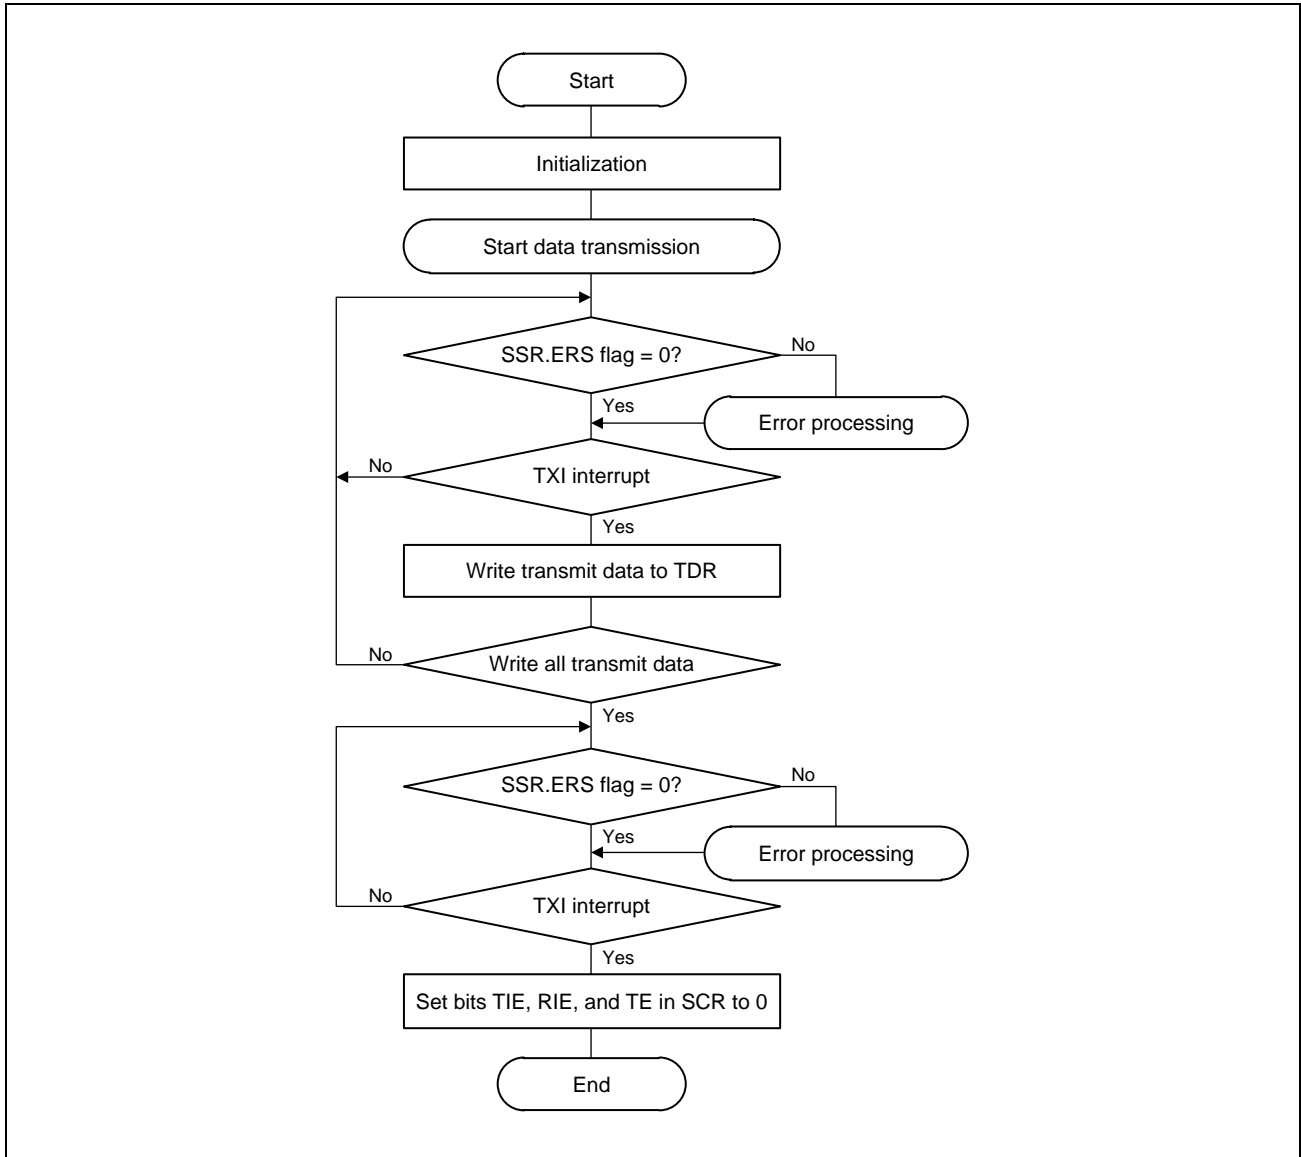 Start
Initialization
Start data transmission
SSR.ERS flag = 0?
No
Yes
Error processing
No
TXI interrupt
Yes
Write transmit data to TDR
No
Write all transmit data
Yes
SSR.ERS flag = 0?
No
Yes
Error processing
No
TXI interrupt
Yes
Set bits TIE, RIE, and TE in SCR to 0
End